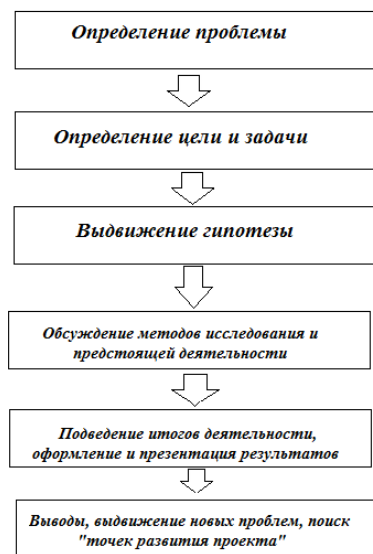 Определение проблемы
Определение цели и задачи
Выдвижение гипотезы
Обсуждение методов исследования и
предстоящей деятельности
Подведение итогов деятельности,
оформление и презентация результатов
Выводы, выдвижение новых проблем, поиск
"точек развития проекта"